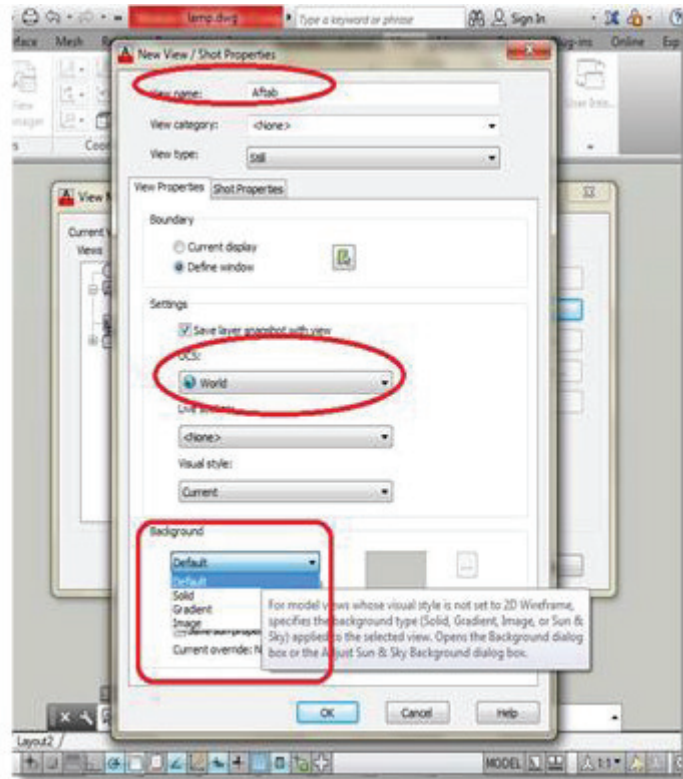 lamp.dwg
Type a keyword or phrase
Sign In
Mesh
Plug-ins Online
New View / Shot Properties
View name: Aftab
View category: <None>
View type: Still
View Properties Shot Properties
Boundary
Current display
Define window
Settings
Save layer snapshot with view
UCS:
World
<None>
Visual style:
Current
Background
Default
Default
Solid
Gradient
Image
For model views whose visual style is not set to 2D Wireframe,
specifies the background type (Solid, Gradient, Image, or Sun &
Sky) applied to the selected view. Opens the Background dialog
box or the Adjust Sun & Sky Background dialog box.
Current override: N
OK Cancel Help
Views
Layout2
MODEL
1:1